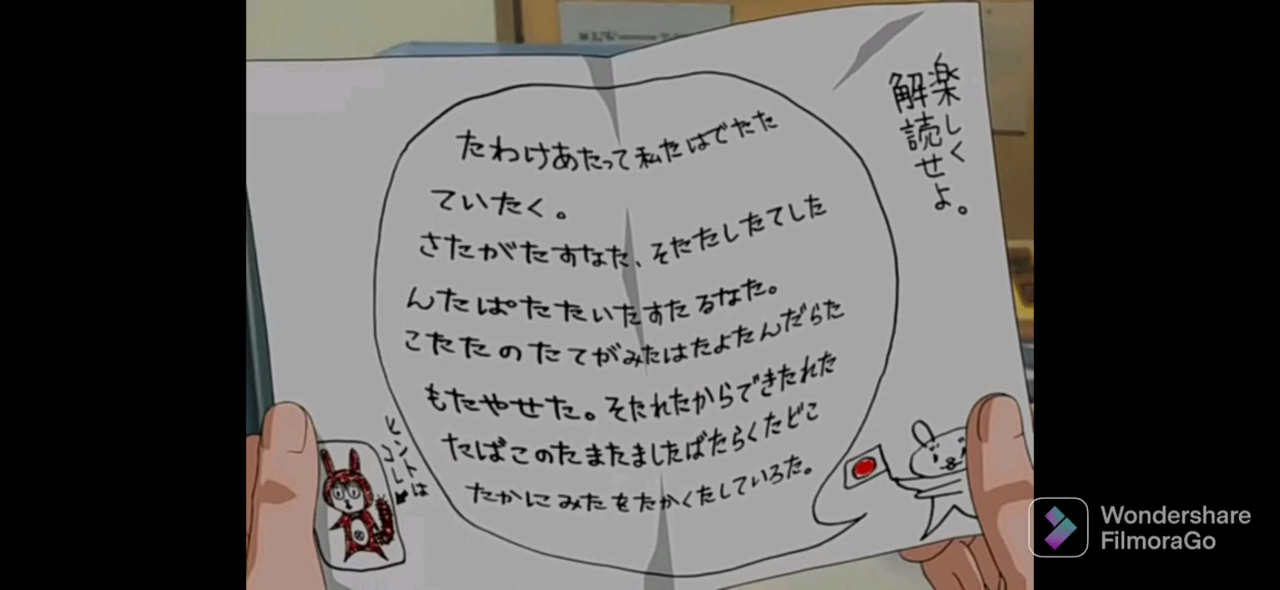 楽しく
解読せよ。
たわけあたって私たはでたた
ていたく。
さたがたすなた、そたたしたてした
んたぱたたいたすたるなた。
こたたのたてがみたはたよたんだらた
もたやせた。そたれたからできたれた
たばこのたまたましたばたらくたどこ
たかにみたをたかくたしていろた。
ヒントは
コレ
Wondershare
FilmoraGo